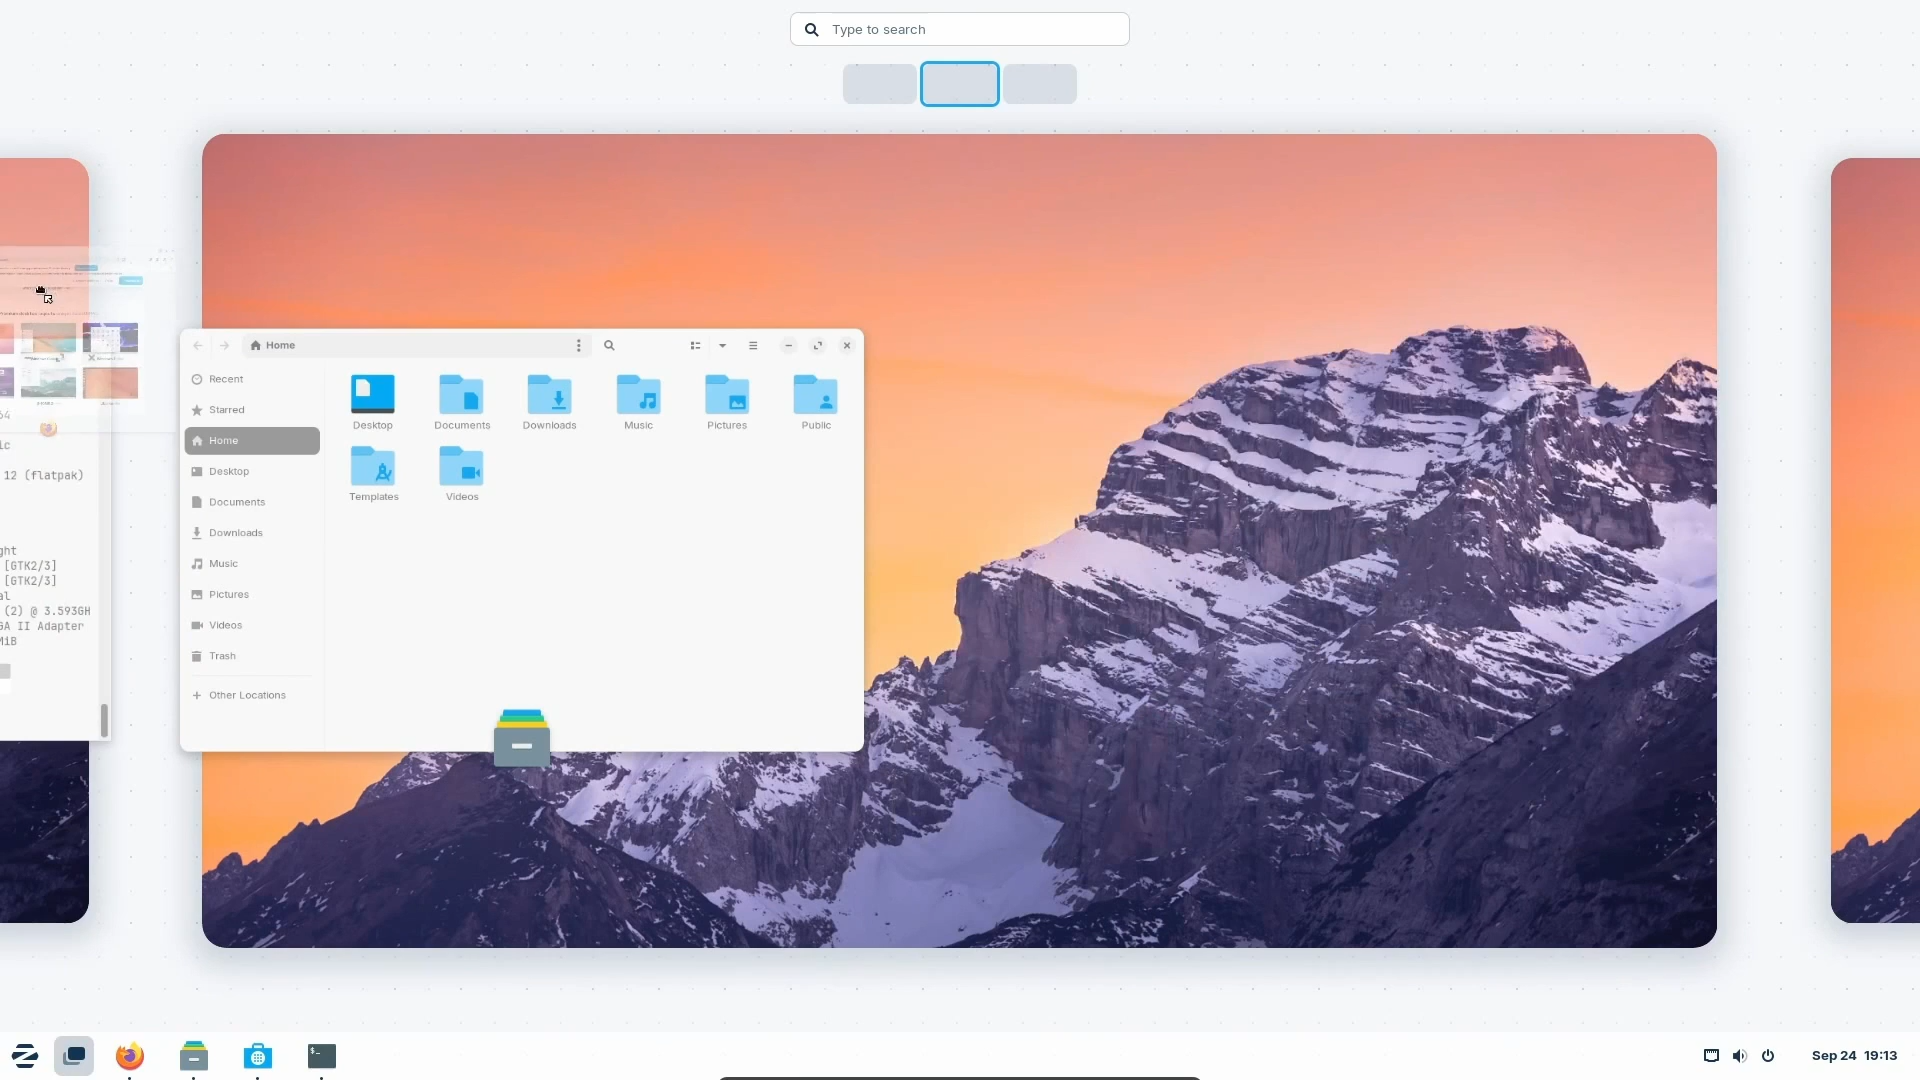 Type to search
Home
Recent
Starred
Home
Desktop
Documents
Downloads
Music
Pictures
Videos
Trash
Other Locations
Desktop
Documents
Downloads
Music
Pictures
Public
Templates
Videos
64
ic
12 (flatpak)
ght
[GTK2/3]
[GTK2/3]
al
(2) @ 3.593GH
GA II Adapter
MiB
$-
Sep 24 19:13